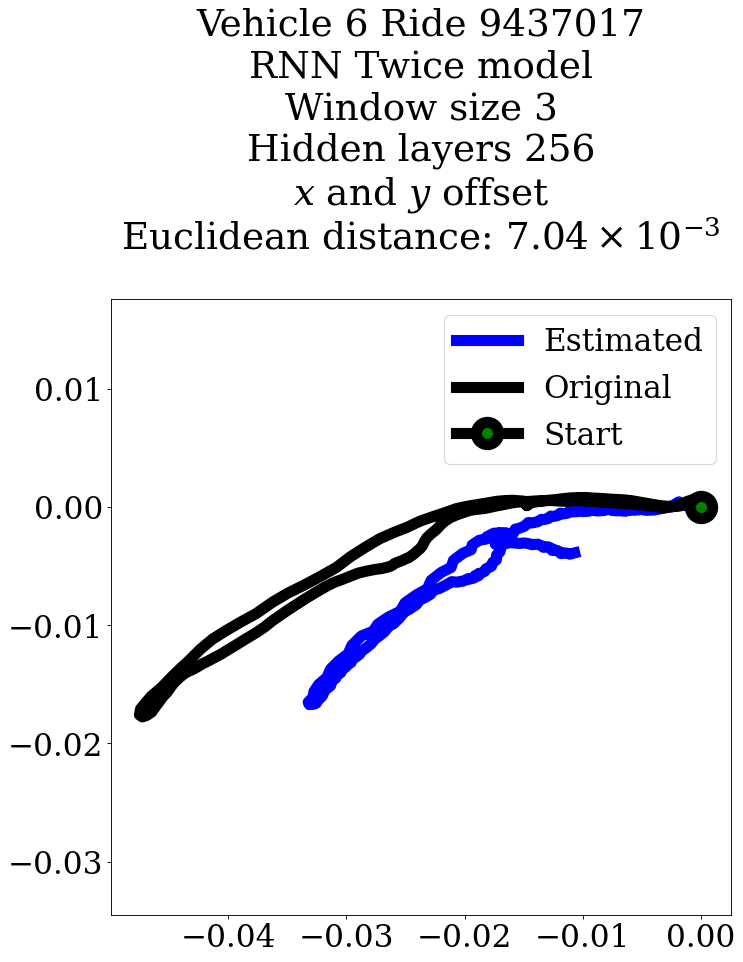 Vehicle 6 Ride 9437017
RNN Twice model
Window size 3
Hidden layers 256
x and y offset
Euclidean distance: 7.04 × 10⁻³
Estimated
Original
Start
0.01
0.00
−0.01
−0.02
−0.03
−0.04 −0.03 −0.02 −0.01 0.00